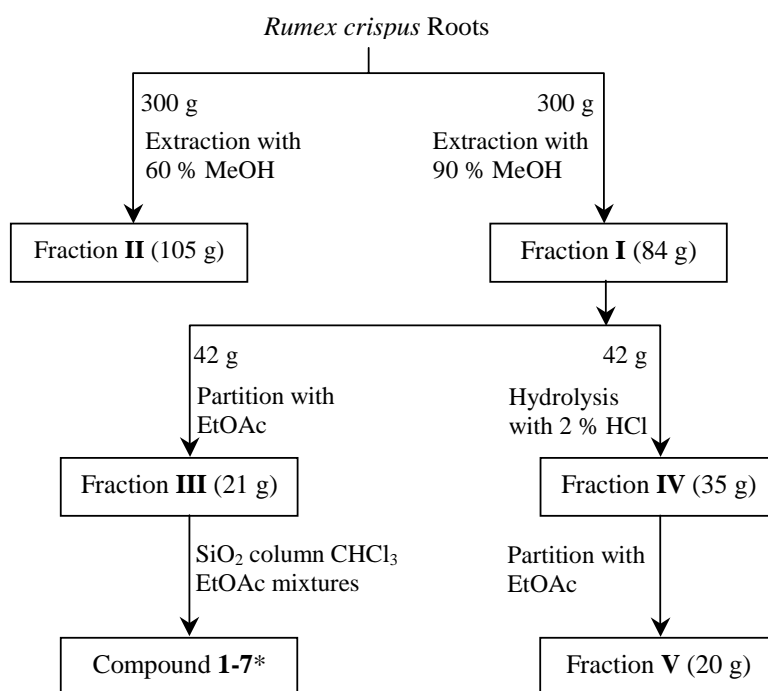 Rumex crispus Roots
300 g
Extraction with
60 % MeOH
300 g
Extraction with
90 % MeOH
Fraction II (105 g)
Fraction I (84 g)
42 g
Partition with
EtOAc
42 g
Hydrolysis
with 2 % HCl
Fraction III (21 g)
Fraction IV (35 g)
SiO₂ column CHCl₃
EtOAc mixtures
Partition with
EtOAc
Compound 1-7*
Fraction V (20 g)